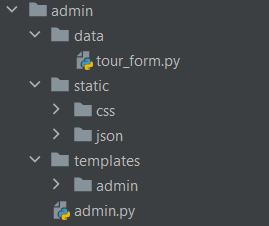 admin
data
tour_form.py
static
css
json
templates
admin
admin.py